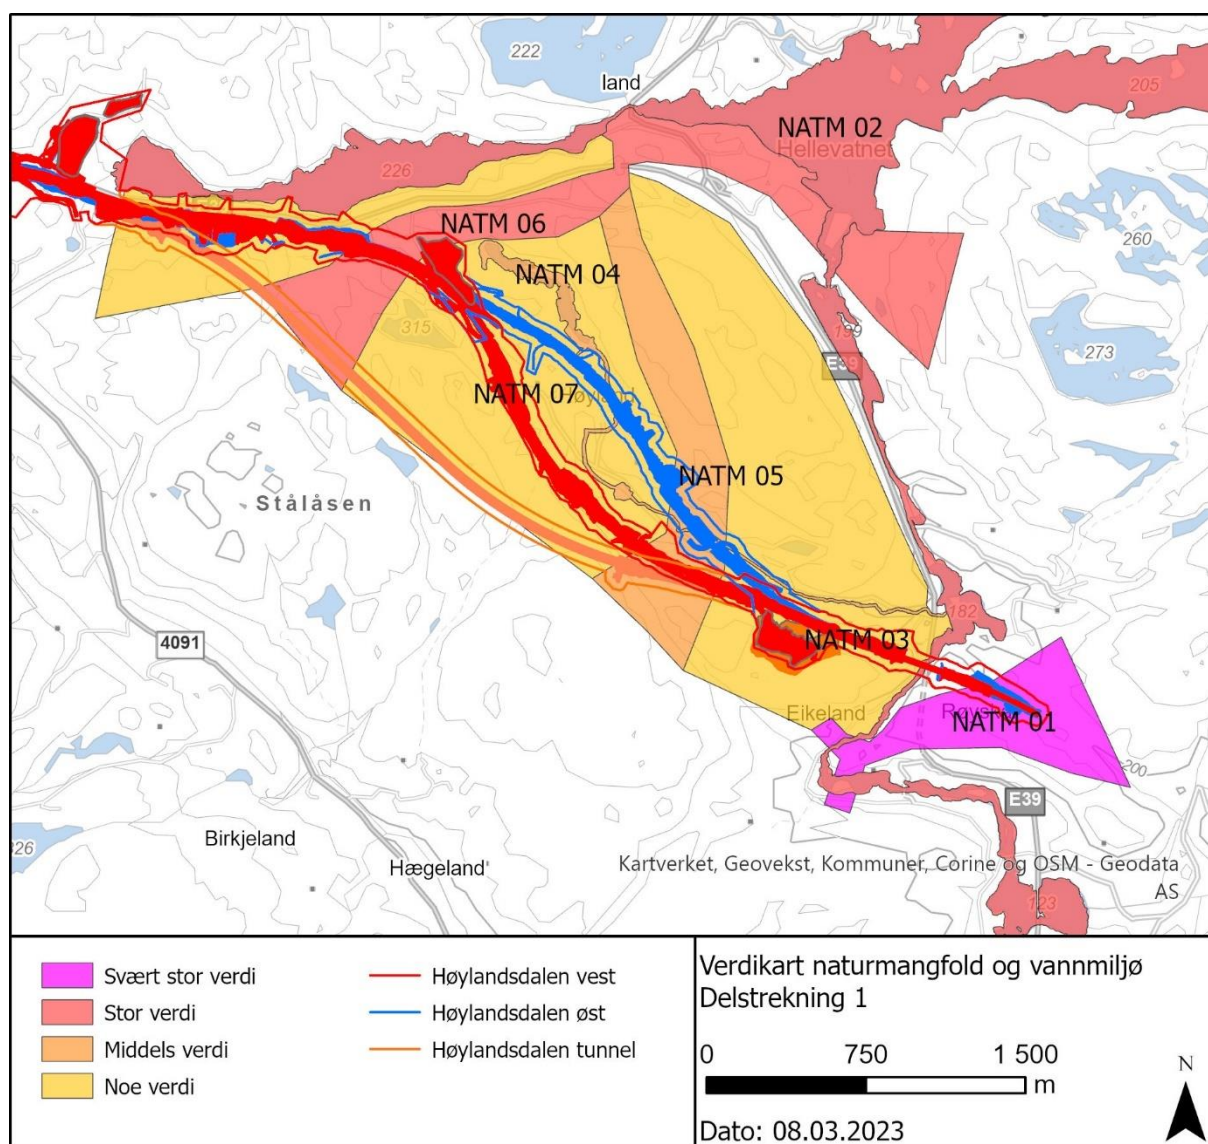 222
land
205
NATM 02
Hellevatnet
226
NATM 06
260
NATM 04
315
199
273
E39
NATM 07
Høyland
NATM 05
Stålåsen
182
4091
NATM 03
Eikeland
NATM 01
200
E39
Birkjeland
Hægeland
326
Kartverket, Geovekst, Kommuner, Corine og OSM - Geodata
AS
123
Svært stor verdi
Stor verdi
Middels verdi
Noe verdi
Høylandsdalen vest
Høylandsdalen øst
Høylandsdalen tunnel
Verdikart naturmangfold og vannmiljø
Delstrekning 1
0 750 1 500
m
N
Dato: 08.03.2023